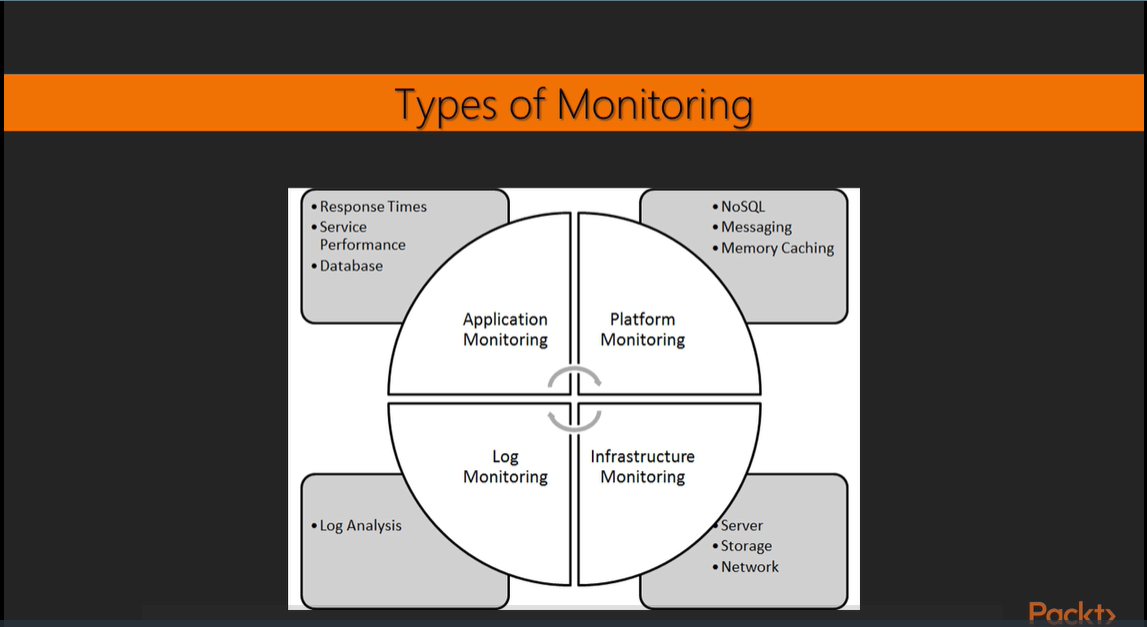 Types of Monitoring
• Response Times
• Service
Performance
• Database
• NoSQL
• Messaging
• Memory Caching
Application
Monitoring
Platform
Monitoring
Log
Monitoring
Infrastructure
Monitoring
• Log Analysis
• Server
• Storage
• Network
Packt>